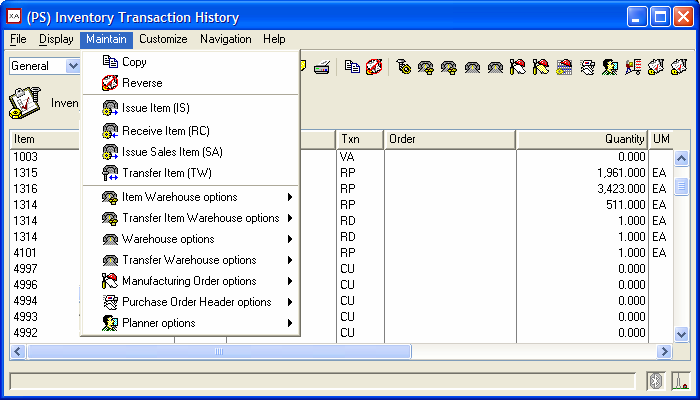 XA (PS) Inventory Transaction History
File Display Maintain Customize Navigation Help
General
Copy
Reverse
Inven
Issue Item (IS)
Receive Item (RC)
Issue Sales Item (SA)
Transfer Item (TW)
Item Warehouse options
Transfer Item Warehouse options
Warehouse options
Transfer Warehouse options
Manufacturing Order options
Purchase Order Header options
Planner options
Item Txn Order Quantity UM
1003 VA 0.000
1315 RP 1,961.000 EA
1316 RP 3,423.000 EA
1314 RP 511.000 EA
1314 RD 1.000 EA
1314 RD 1.000 EA
4101 RP 1.000 EA
4997 CU 0.000
4996 CU 0.000
4994 CU 0.000
4993 CU 0.000
4992 CU 0.000